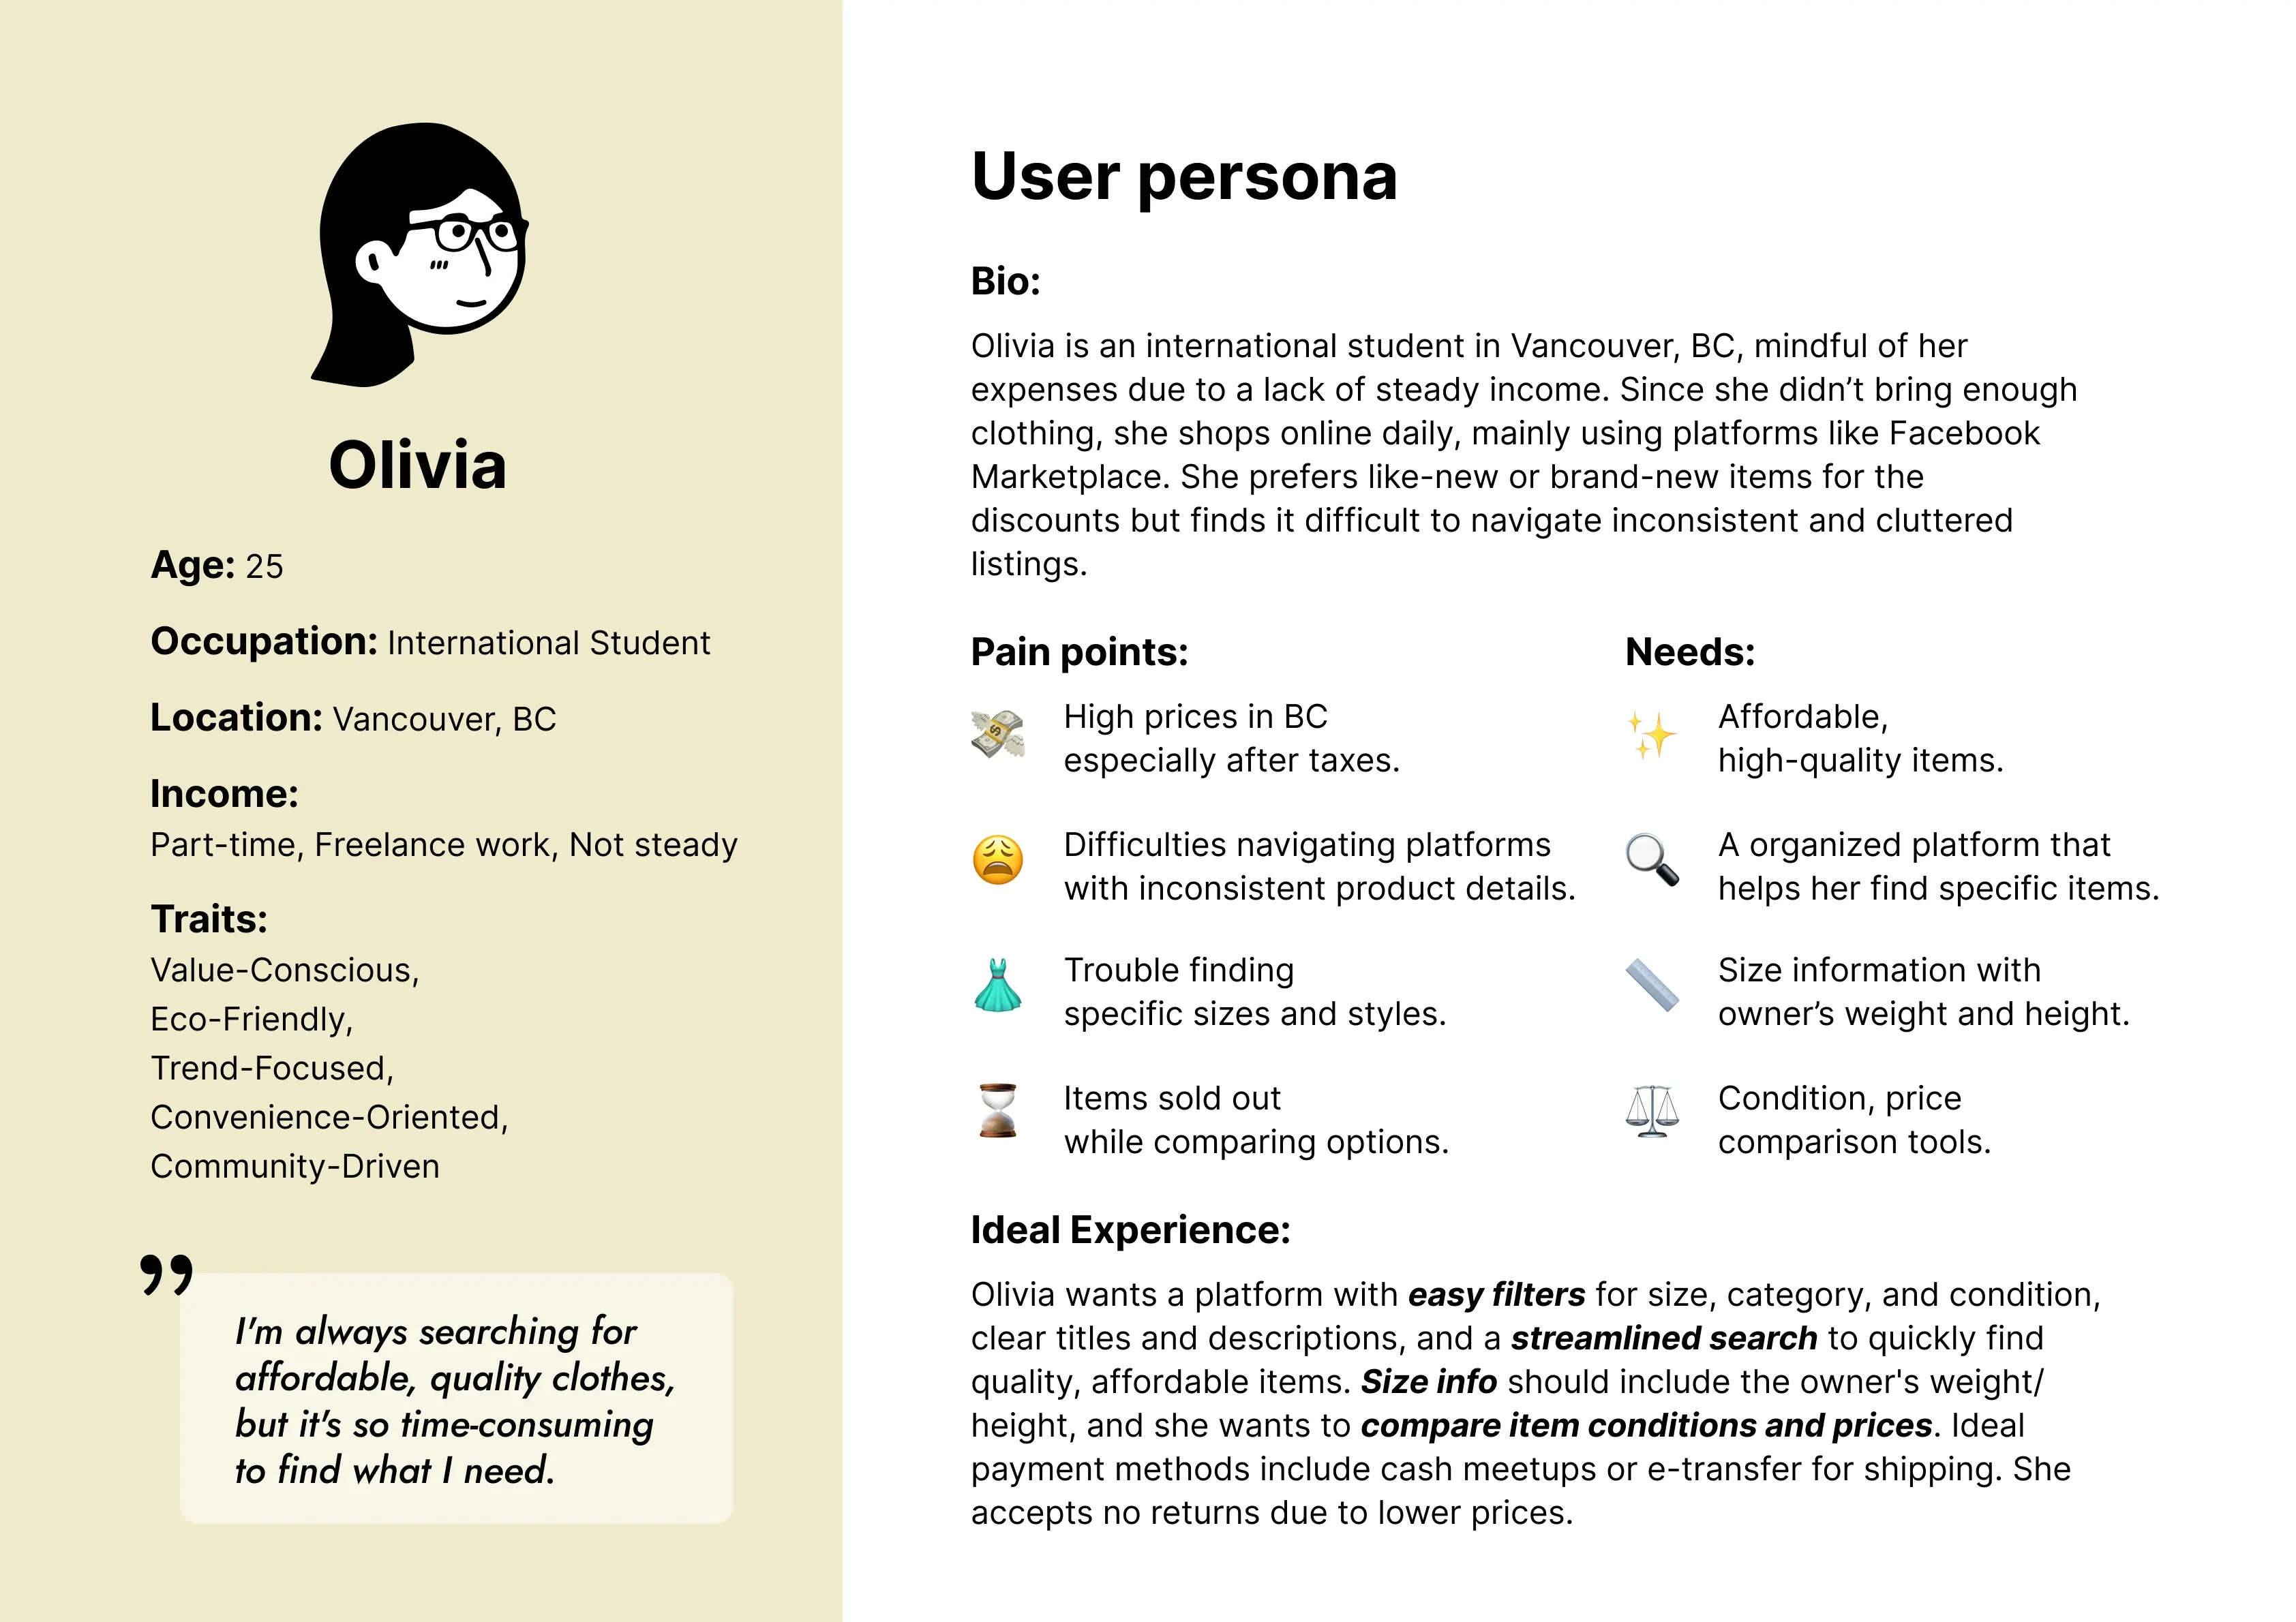 Olivia
Age: 25
Occupation: International Student
Location: Vancouver, BC
Income:
Part-time, Freelance work, Not steady
Traits:
Value-Conscious,
Eco-Friendly,
Trend-Focused,
Convenience-Oriented,
Community-Driven
”
I'm always searching for
affordable, quality clothes,
but it's so time-consuming
to find what I need.
User persona
Bio:
Olivia is an international student in Vancouver, BC, mindful of her
expenses due to a lack of steady income. Since she didn’t bring enough
clothing, she shops online daily, mainly using platforms like Facebook
Marketplace. She prefers like-new or brand-new items for the
discounts but finds it difficult to navigate inconsistent and cluttered
listings.
Pain points:
High prices in BC
especially after taxes.
Difficulties navigating platforms
with inconsistent product details.
Trouble finding
specific sizes and styles.
Items sold out
while comparing options.
Needs:
Affordable,
high-quality items.
A organized platform that
helps her find specific items.
Size information with
owner’s weight and height.
Condition, price
comparison tools.
Ideal Experience:
Olivia wants a platform with easy filters for size, category, and condition,
clear titles and descriptions, and a streamlined search to quickly find
quality, affordable items. Size info should include the owner's weight/
height, and she wants to compare item conditions and prices. Ideal
payment methods include cash meetups or e-transfer for shipping. She
accepts no returns due to lower prices.